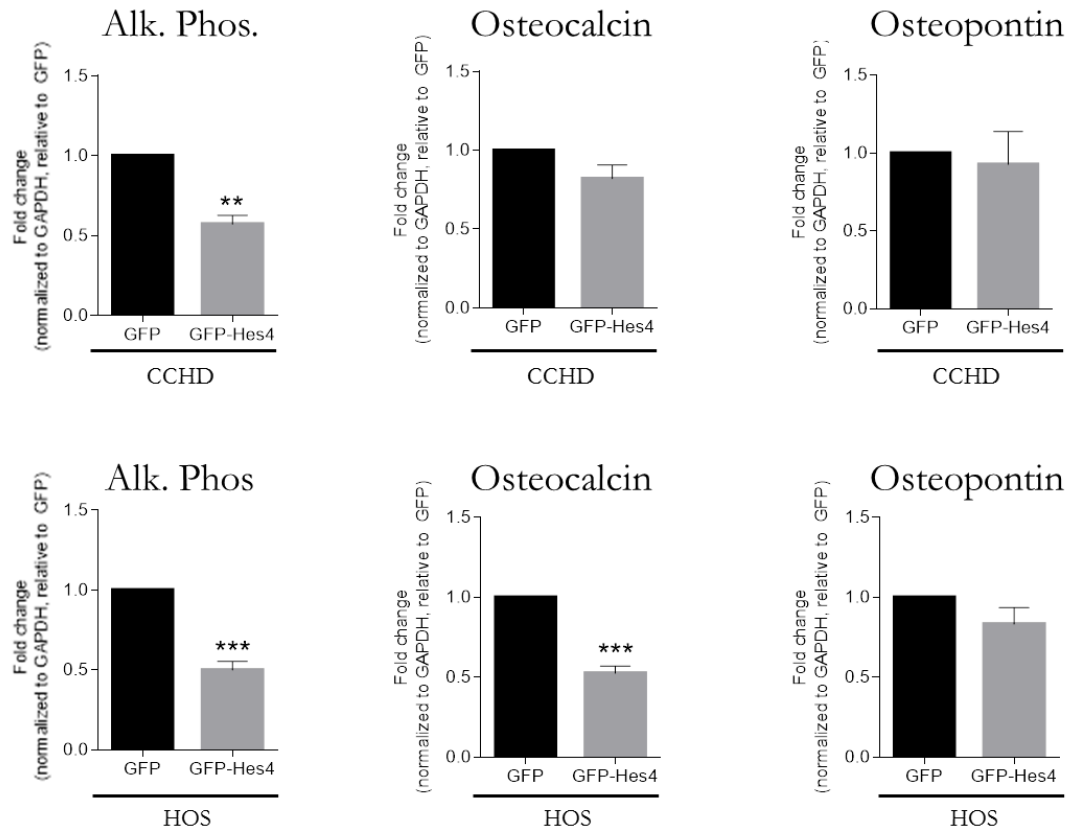 Alk. Phos.
Fold change
(normalized to GAPDH, relative to GFP)
1.5
1.0
**
0.5
0.0
GFP GFP-Hes4
CCHD
Osteocalcin
Fold change
(normalized to GAPDH, relative to GFP)
1.5
1.0
0.5
0.0
GFP GFP-Hes4
CCHD
Osteopontin
Fold change
(normalized to GAPDH, relative to GFP)
1.5
1.0
0.5
0.0
GFP GFP-Hes4
CCHD
Alk. Phos
Fold change
(normalized to GAPDH, relative to GFP)
1.5
1.0
***
0.5
0.0
GFP GFP-Hes4
HOS
Osteocalcin
Fold change
(normalized to GAPDH, relative to GFP)
1.5
1.0
***
0.5
0.0
GFP GFP-Hes4
HOS
Osteopontin
Fold change
(normalized to GAPDH, relative to GFP)
1.5
1.0
0.5
0.0
GFP GFP-Hes4
HOS